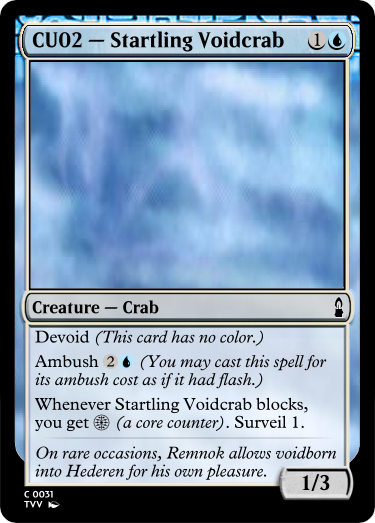 CU02 — Startling Voidcrab 1
Creature — Crab
Devoid (This card has no color.)
Ambush 2 (You may cast this spell for
its ambush cost as if it had flash.)
Whenever Startling Voidcrab blocks,
you get (a core counter). Surveil 1.
On rare occasions, Remnok allows voidborn
into Hederen for his own pleasure.
1/3
C 0031
TVV